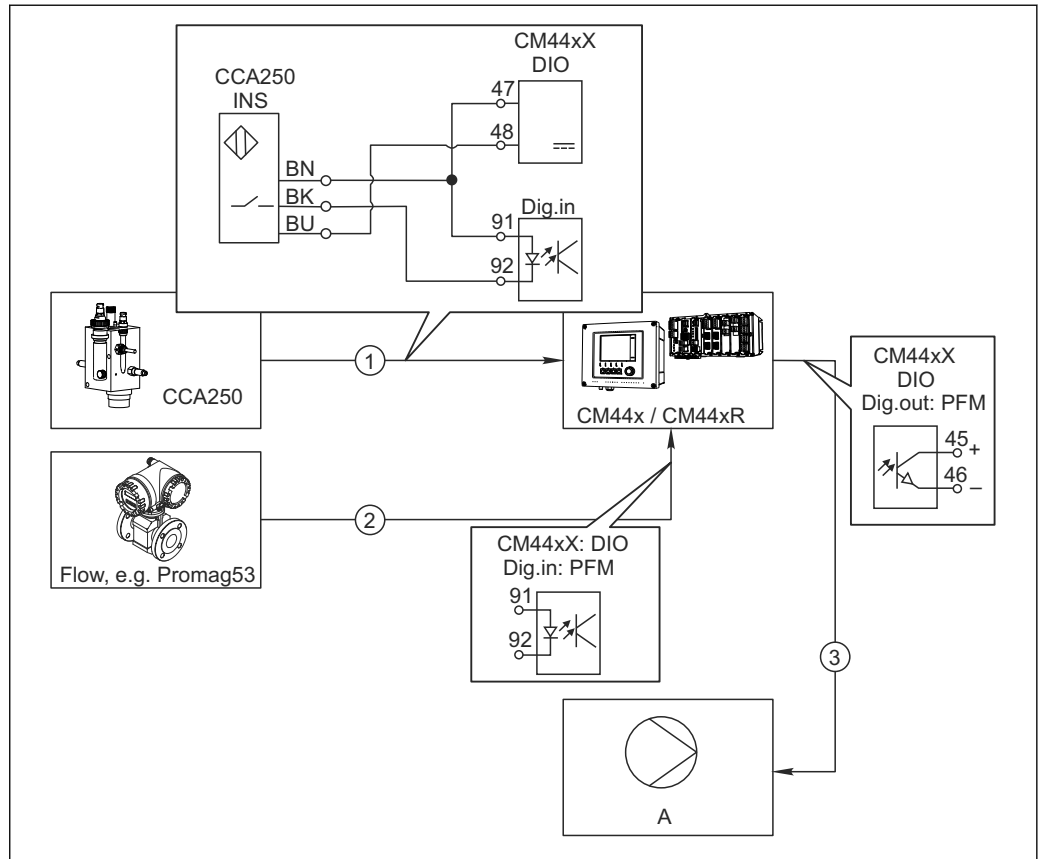 CM44xX
DIO
CCA250
INS
47
48
BN
BK
BU
Dig.in
91
92
CCA250
1
CM44x / CM44xR
CM44xX
DIO
Dig.out: PFM
45
+
46
–
Flow, e.g. Promag53
2
CM44xX: DIO
Dig.in: PFM
91
92
3
A